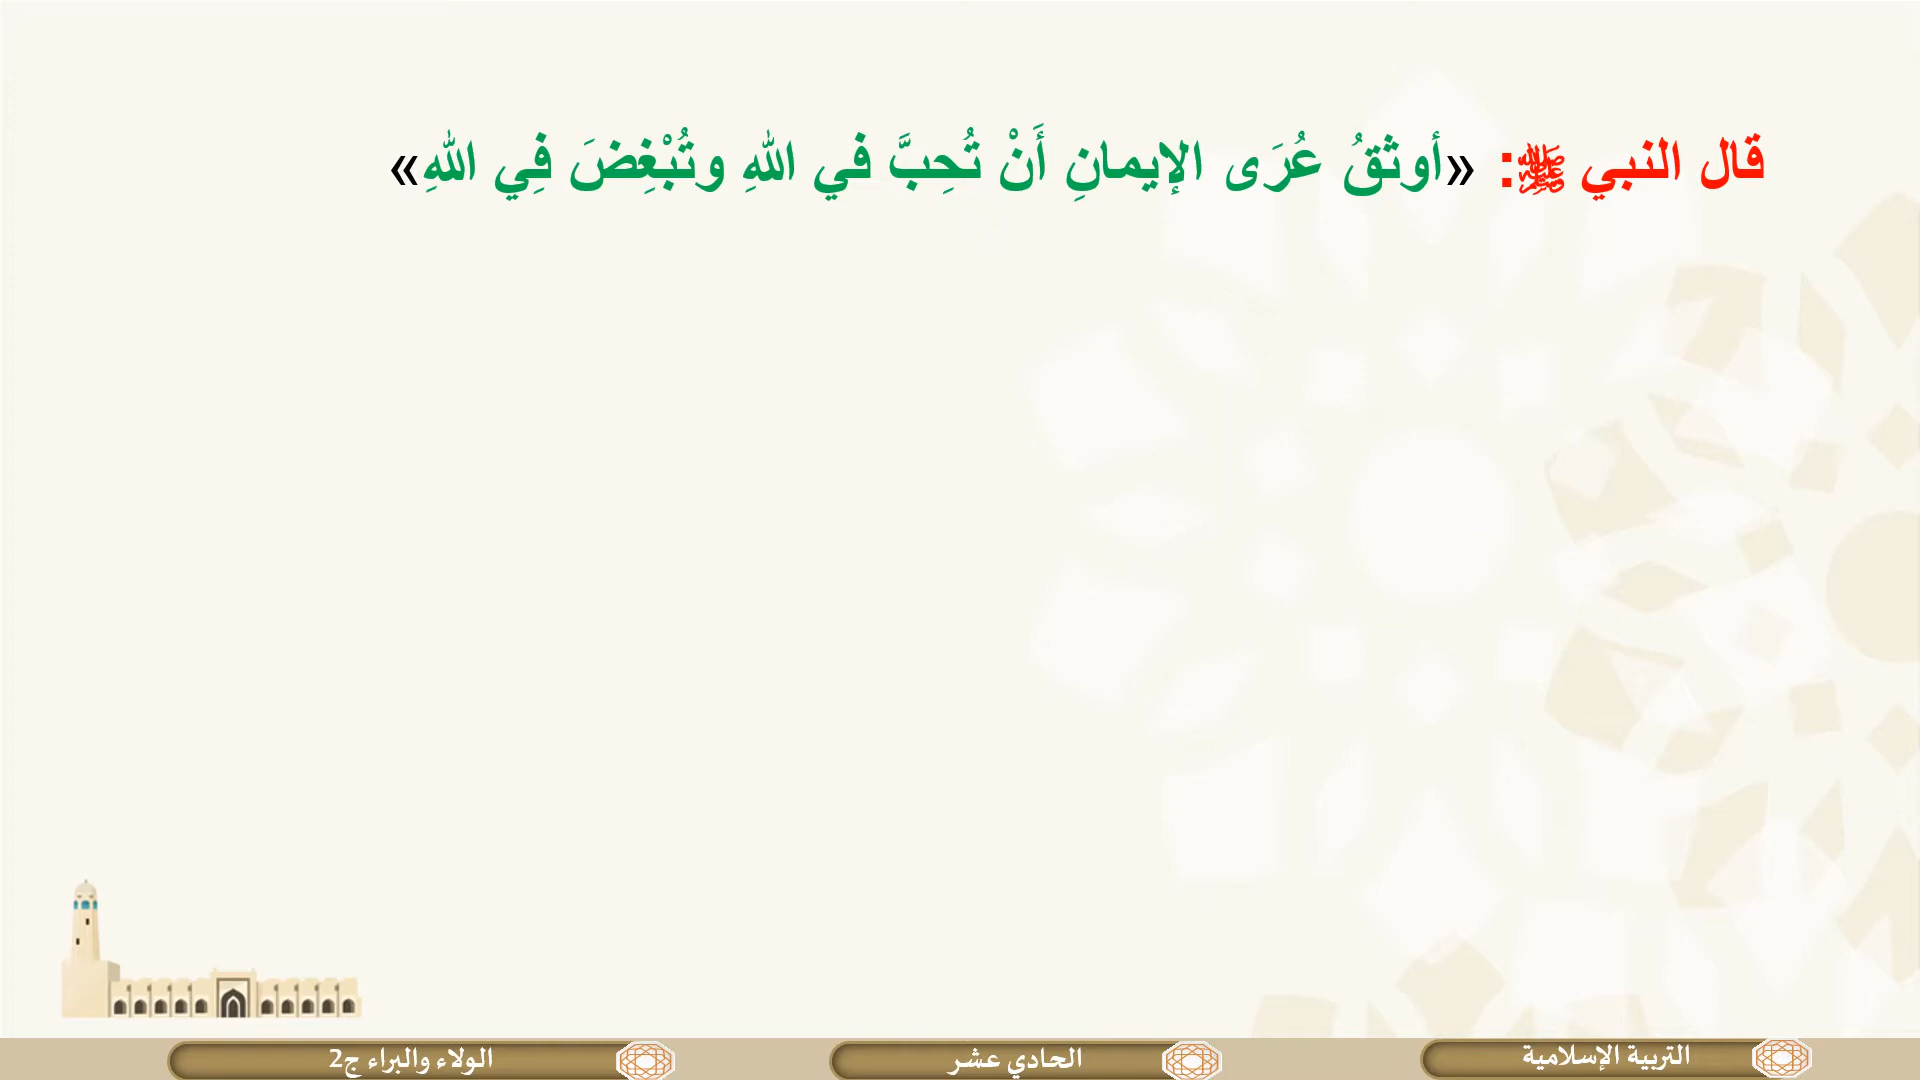 قال النبي ﷺ: «أوثقُ عُرَى الإيمانِ أَنْ تُحِبَّ في اللهِ وتُبْغِضَ فِي اللهِ»
التربية الإسلامية
الحادي عشر
الولاء والبراء ج2